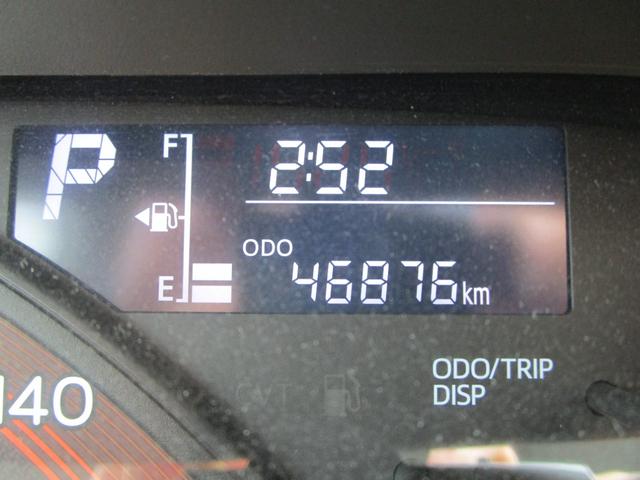 P
F
2:52
ODO
E
46876km
140
CVT
ODO/TRIP
DISP